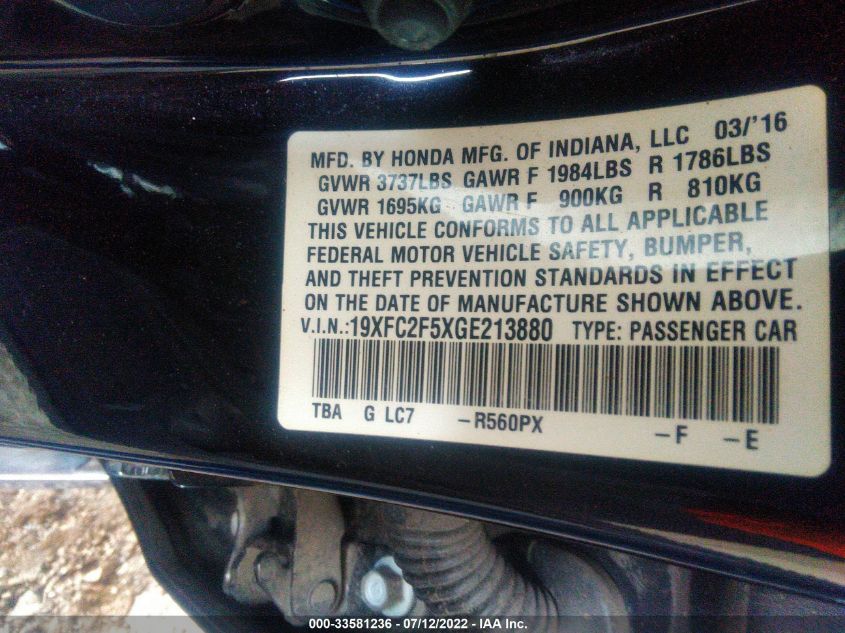 MFD. BY HONDA MFG. OF INDIANA, LLC 03/'16
GVWR 3737LBS GAWR F 1984LBS R 1786LBS
GVWR 1695KG GAWR F 900KG R 810KG
THIS VEHICLE CONFORMS TO ALL APPLICABLE
FEDERAL MOTOR VEHICLE SAFETY, BUMPER,
AND THEFT PREVENTION STANDARDS IN EFFECT
ON THE DATE OF MANUFACTURE SHOWN ABOVE.
V.I.N.:19XFC2F5XGE213880 TYPE: PASSENGER CAR
TBA G LC7 –R560PX –F –E
000-33581236 - 07/12/2022 - IAA Inc.